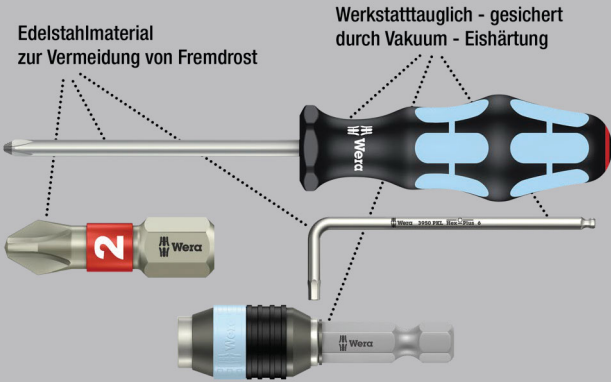 Edelstahlmaterial
zur Vermeidung von Fremdrost
Werkstatttauglich - gesichert
durch Vakuum - Eishärtung
Wera
Wera 3950 PKL Hex-Plus 6
2
Wera
Wera
Wera